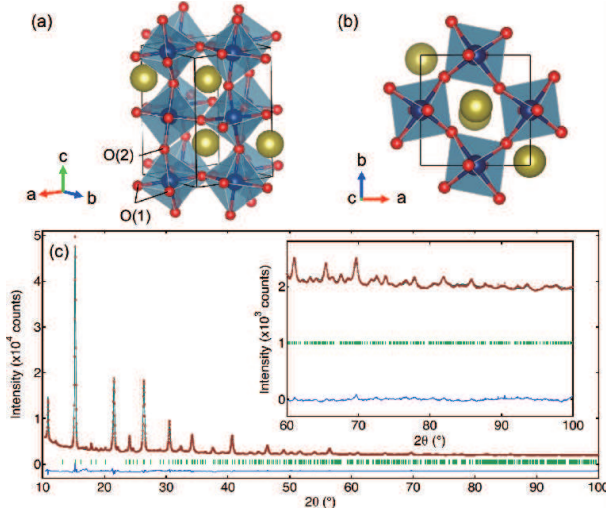 (a)
(b)
O(2)
O(1)
c
a
b
b
c
a
(c)
5
4
3
2
1
0
Intensity (x10⁴ counts)
10
20
30
40
50
60
70
80
90
100
2θ (°)
2
1
0
Intensity (x10³ counts)
60
70
80
90
100
2θ (°)